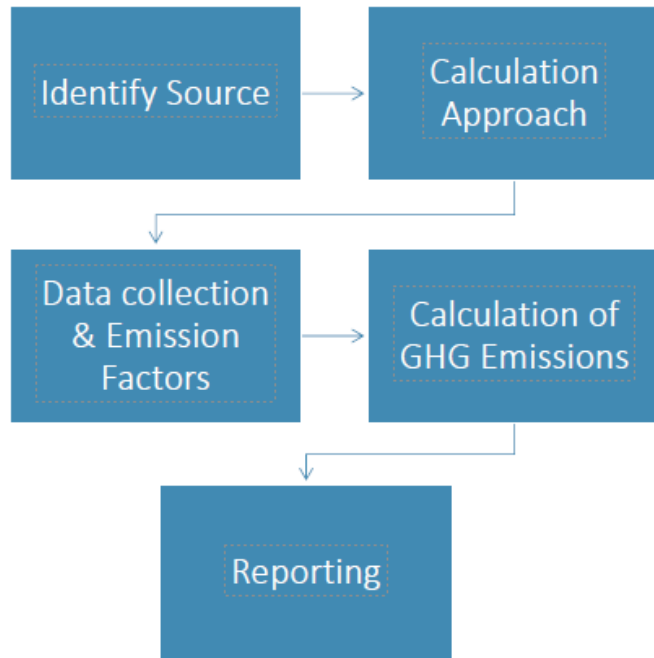 Identify Source
Calculation
Approach
Data collection
& Emission
Factors
Calculation of
GHG Emissions
Reporting